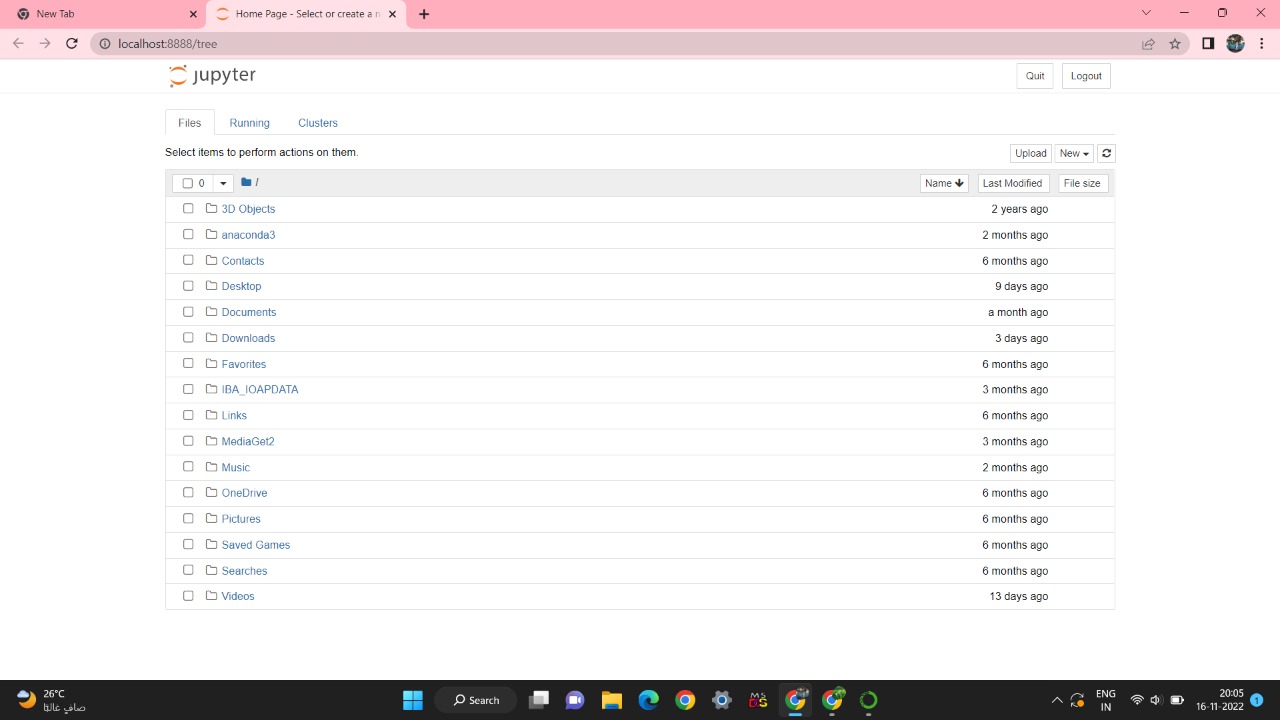 New Tab
Home Page - Select or create a n
localhost:8888/tree
jupyter
Quit
Logout
Files
Running
Clusters
Select items to perform actions on them.
Upload
New
0
/
Name
Last Modified
File size
3D Objects 2 years ago
anaconda3 2 months ago
Contacts 6 months ago
Desktop 9 days ago
Documents a month ago
Downloads 3 days ago
Favorites 6 months ago
IBA_IOAPDATA 3 months ago
Links 6 months ago
MediaGet2 3 months ago
Music 2 months ago
OneDrive 6 months ago
Pictures 6 months ago
Saved Games 6 months ago
Searches 6 months ago
Videos 13 days ago
26°C
صافٍ غالبًا
Search
ENG
IN
20:05
16-11-2022
1